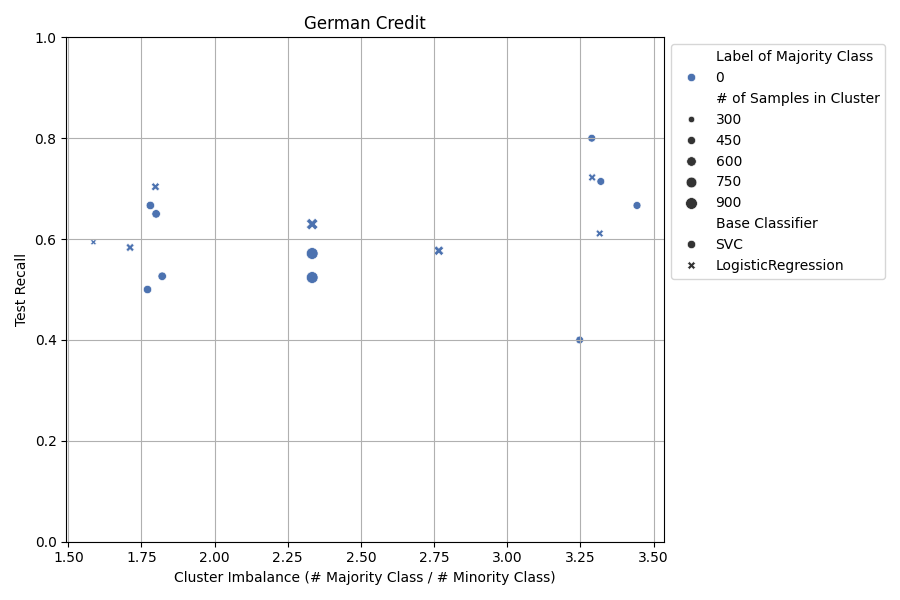 German Credit
1.0
0.8
0.6
0.4
0.2
0.0
Test Recall
1.50 1.75 2.00 2.25 2.50 2.75 3.00 3.25 3.50
Cluster Imbalance (# Majority Class / # Minority Class)
Label of Majority Class
0
# of Samples in Cluster
300
450
600
750
900
Base Classifier
SVC
LogisticRegression